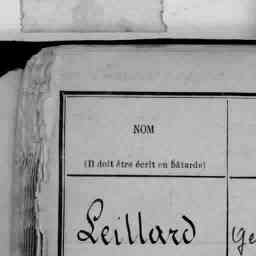 NOM
(Il doit être écrit en bâtarde)
Leillard